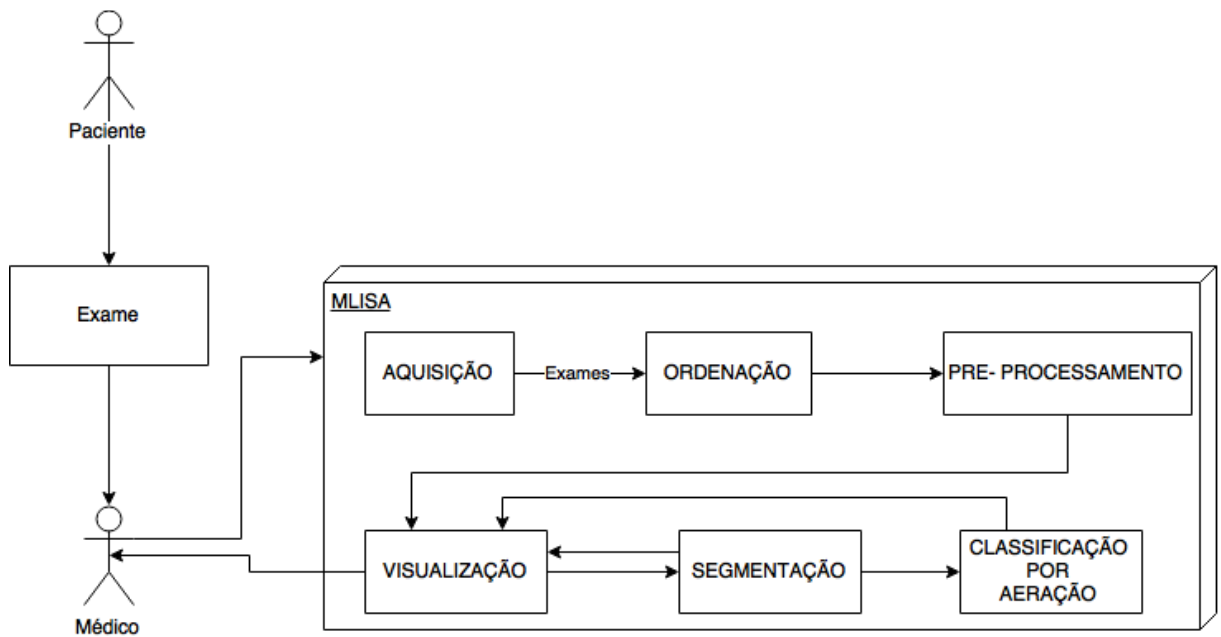 Paciente
Exame
MLISA
AQUISIÇÃO
Exames
ORDENAÇÃO
PRE- PROCESSAMENTO
VISUALIZAÇÃO
SEGMENTAÇÃO
CLASSIFICAÇÃO
POR
AERAÇÃO
Médico